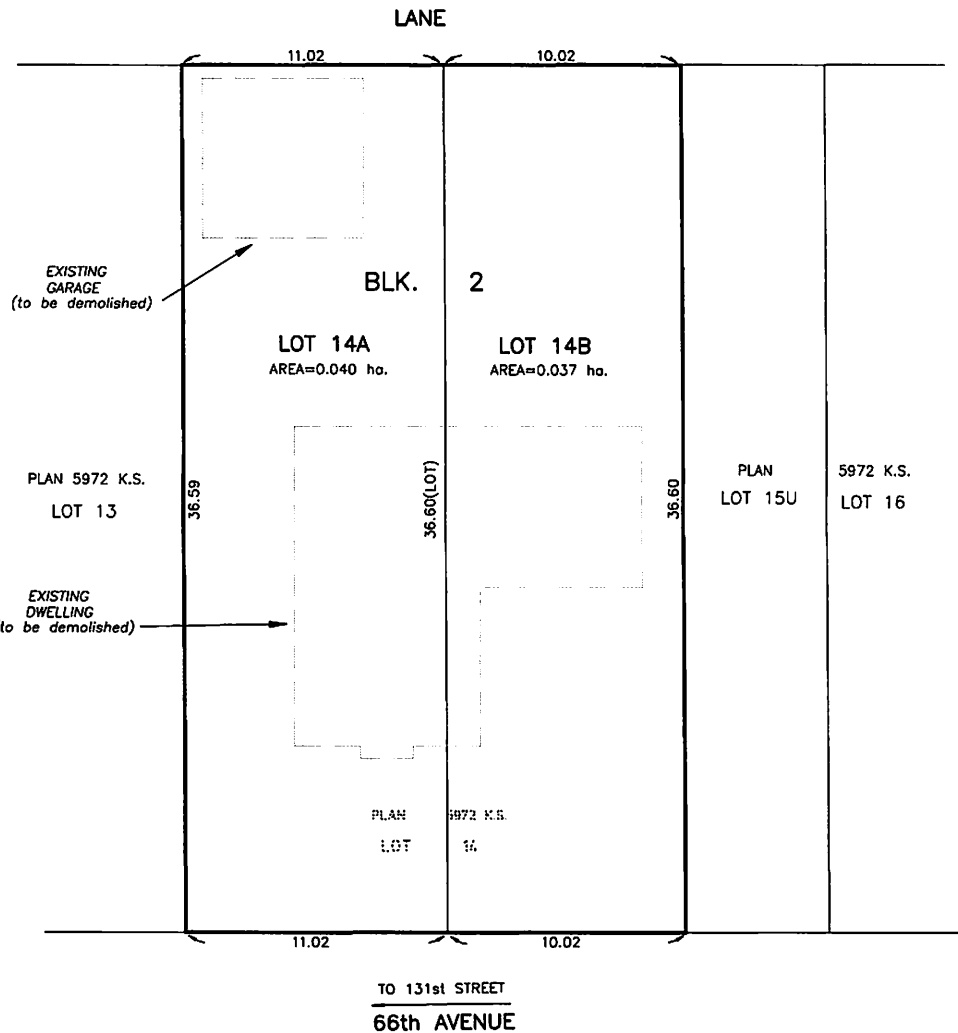 LANE
11.02
10.02
EXISTING
GARAGE
(to be demolished)
BLK. 2
LOT 14A
AREA=0.040 ha.
LOT 14B
AREA=0.037 ha.
PLAN 5972 K.S.
LOT 13
36.59
36.60(LOT)
36.60
PLAN 5972 K.S.
LOT 15U
LOT 16
EXISTING
DWELLING
to be demolished)
PLAN 5972 K.S.
LOT 14
11.02
10.02
TO 131st STREET
66th AVENUE